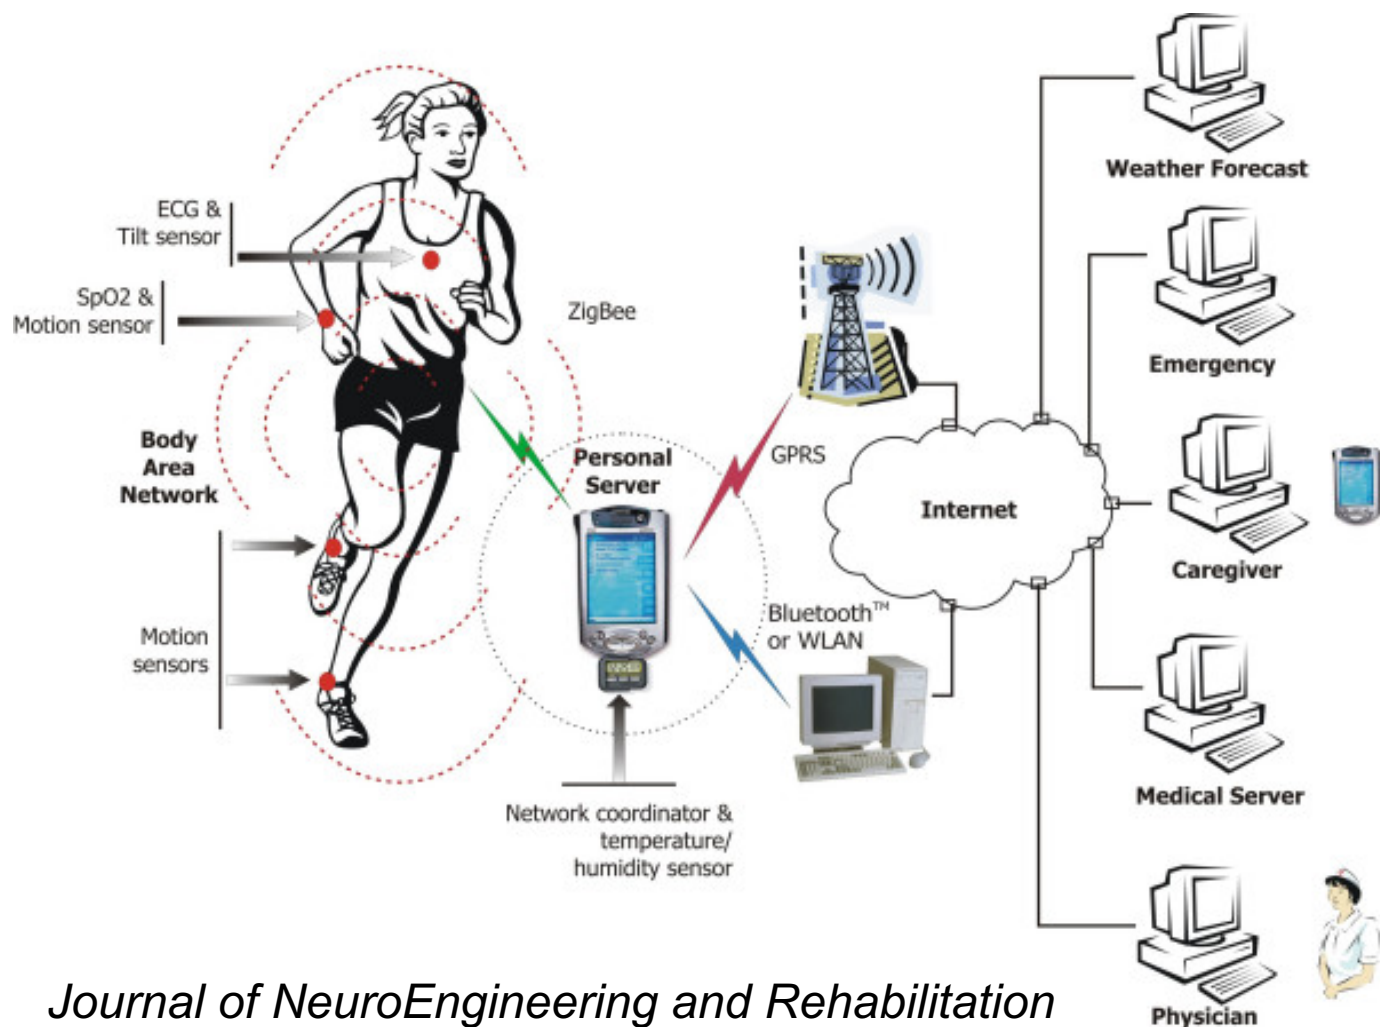 ECG &
Tilt sensor
SpO2 &
Motion sensor
Body
Area
Network
Motion
sensors
ZigBee
Personal
Server
Network coordinator &
temperature/
humidity sensor
GPRS
Bluetooth™
or WLAN
Internet
Weather Forecast
Emergency
Caregiver
Medical Server
Physician
Journal of NeuroEngineering and Rehabilitation